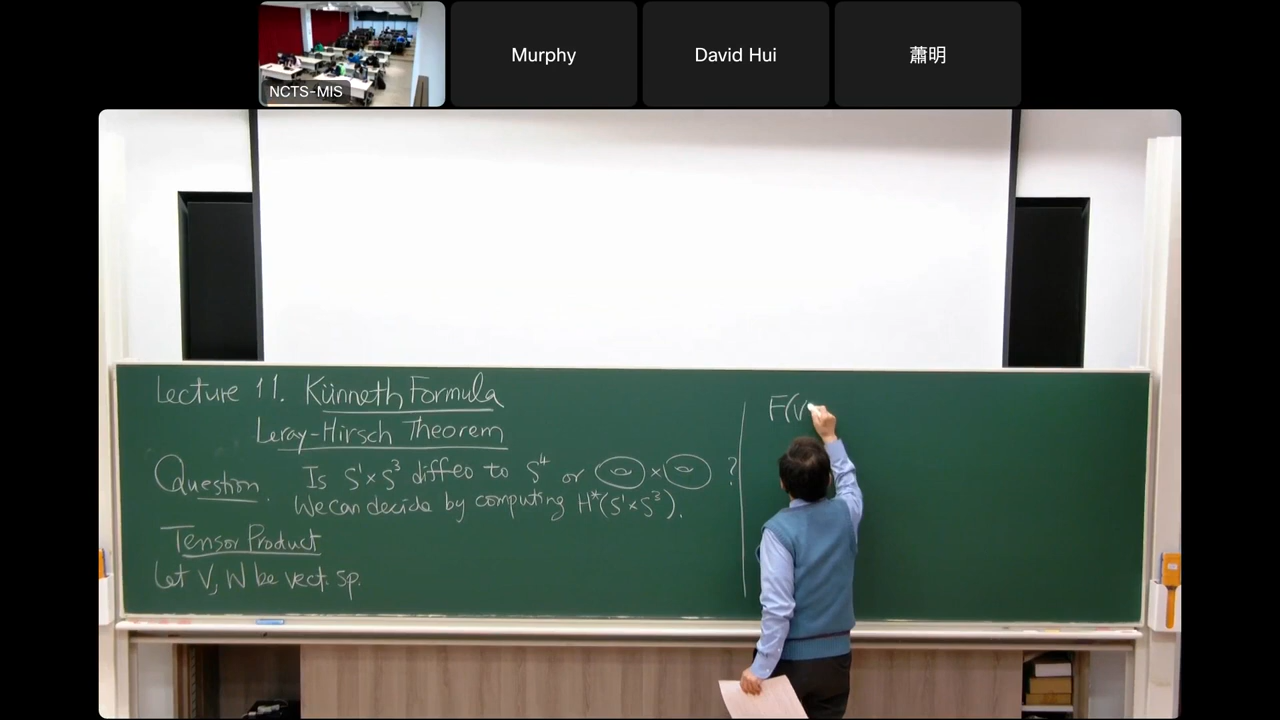 NCTS-MIS
Murphy
David Hui
蕭明
Lecture 11. Künneth Formula
Leray-Hirsch Theorem
Question. Is S¹×S³ diffeo to S⁴ or × ?
We can decide by computing H*(S¹×S³).
Tensor Product
Let V, W be vect. sp.
F(V